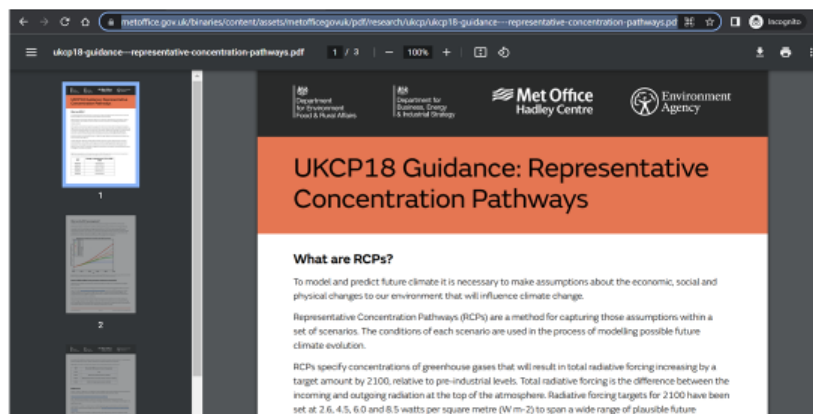 metoffice.gov.uk/binaries/content/assets/metofficegovuk/pdf/research/ukcp/ukcp18-guidance---representative-concentration-pathways.pd
Incognito
ukcp18-guidance---representative-concentration-pathways.pdf
1 / 3
100%
Department
for Environment
Food & Rural Affairs
Department for
Business, Energy
& Industrial Strategy
Met Office
Hadley Centre
Environment
Agency
UKCP18 Guidance: Representative
Concentration Pathways
What are RCPs?
To model and predict future climate it is necessary to make assumptions about the economic, social and
physical changes to our environment that will influence climate change.
Representative Concentration Pathways (RCPs) are a method for capturing those assumptions within a
set of scenarios. The conditions of each scenario are used in the process of modelling possible future
climate evolution.
RCPs specify concentrations of greenhouse gases that will result in total radiative forcing increasing by a
target amount by 2100, relative to pre-industrial levels. Total radiative forcing is the difference between the
incoming and outgoing radiation at the top of the atmosphere. Radiative forcing targets for 2100 have been
set at 2.6, 4.5, 6.0 and 8.5 watts per square metre (W m-2) to span a wide range of plausible future
1
2